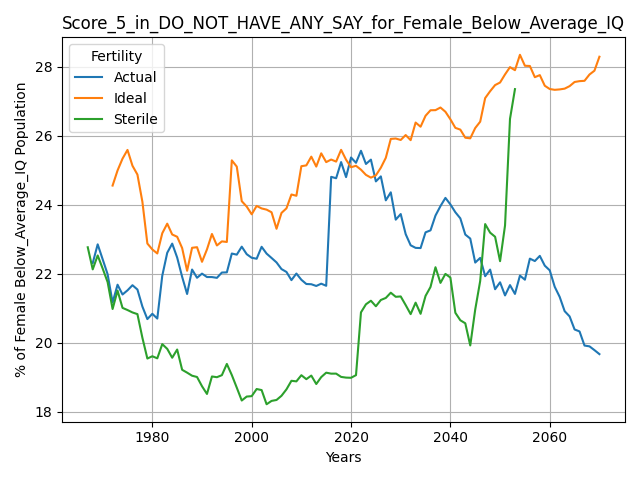 Score_5_in_DO_NOT_HAVE_ANY_SAY_for_Female_Below_Average_IQ
Fertility
Actual
Ideal
Sterile
% of Female Below_Average_IQ Population
28
26
24
22
20
18
1980
2000
2020
2040
2060
Years